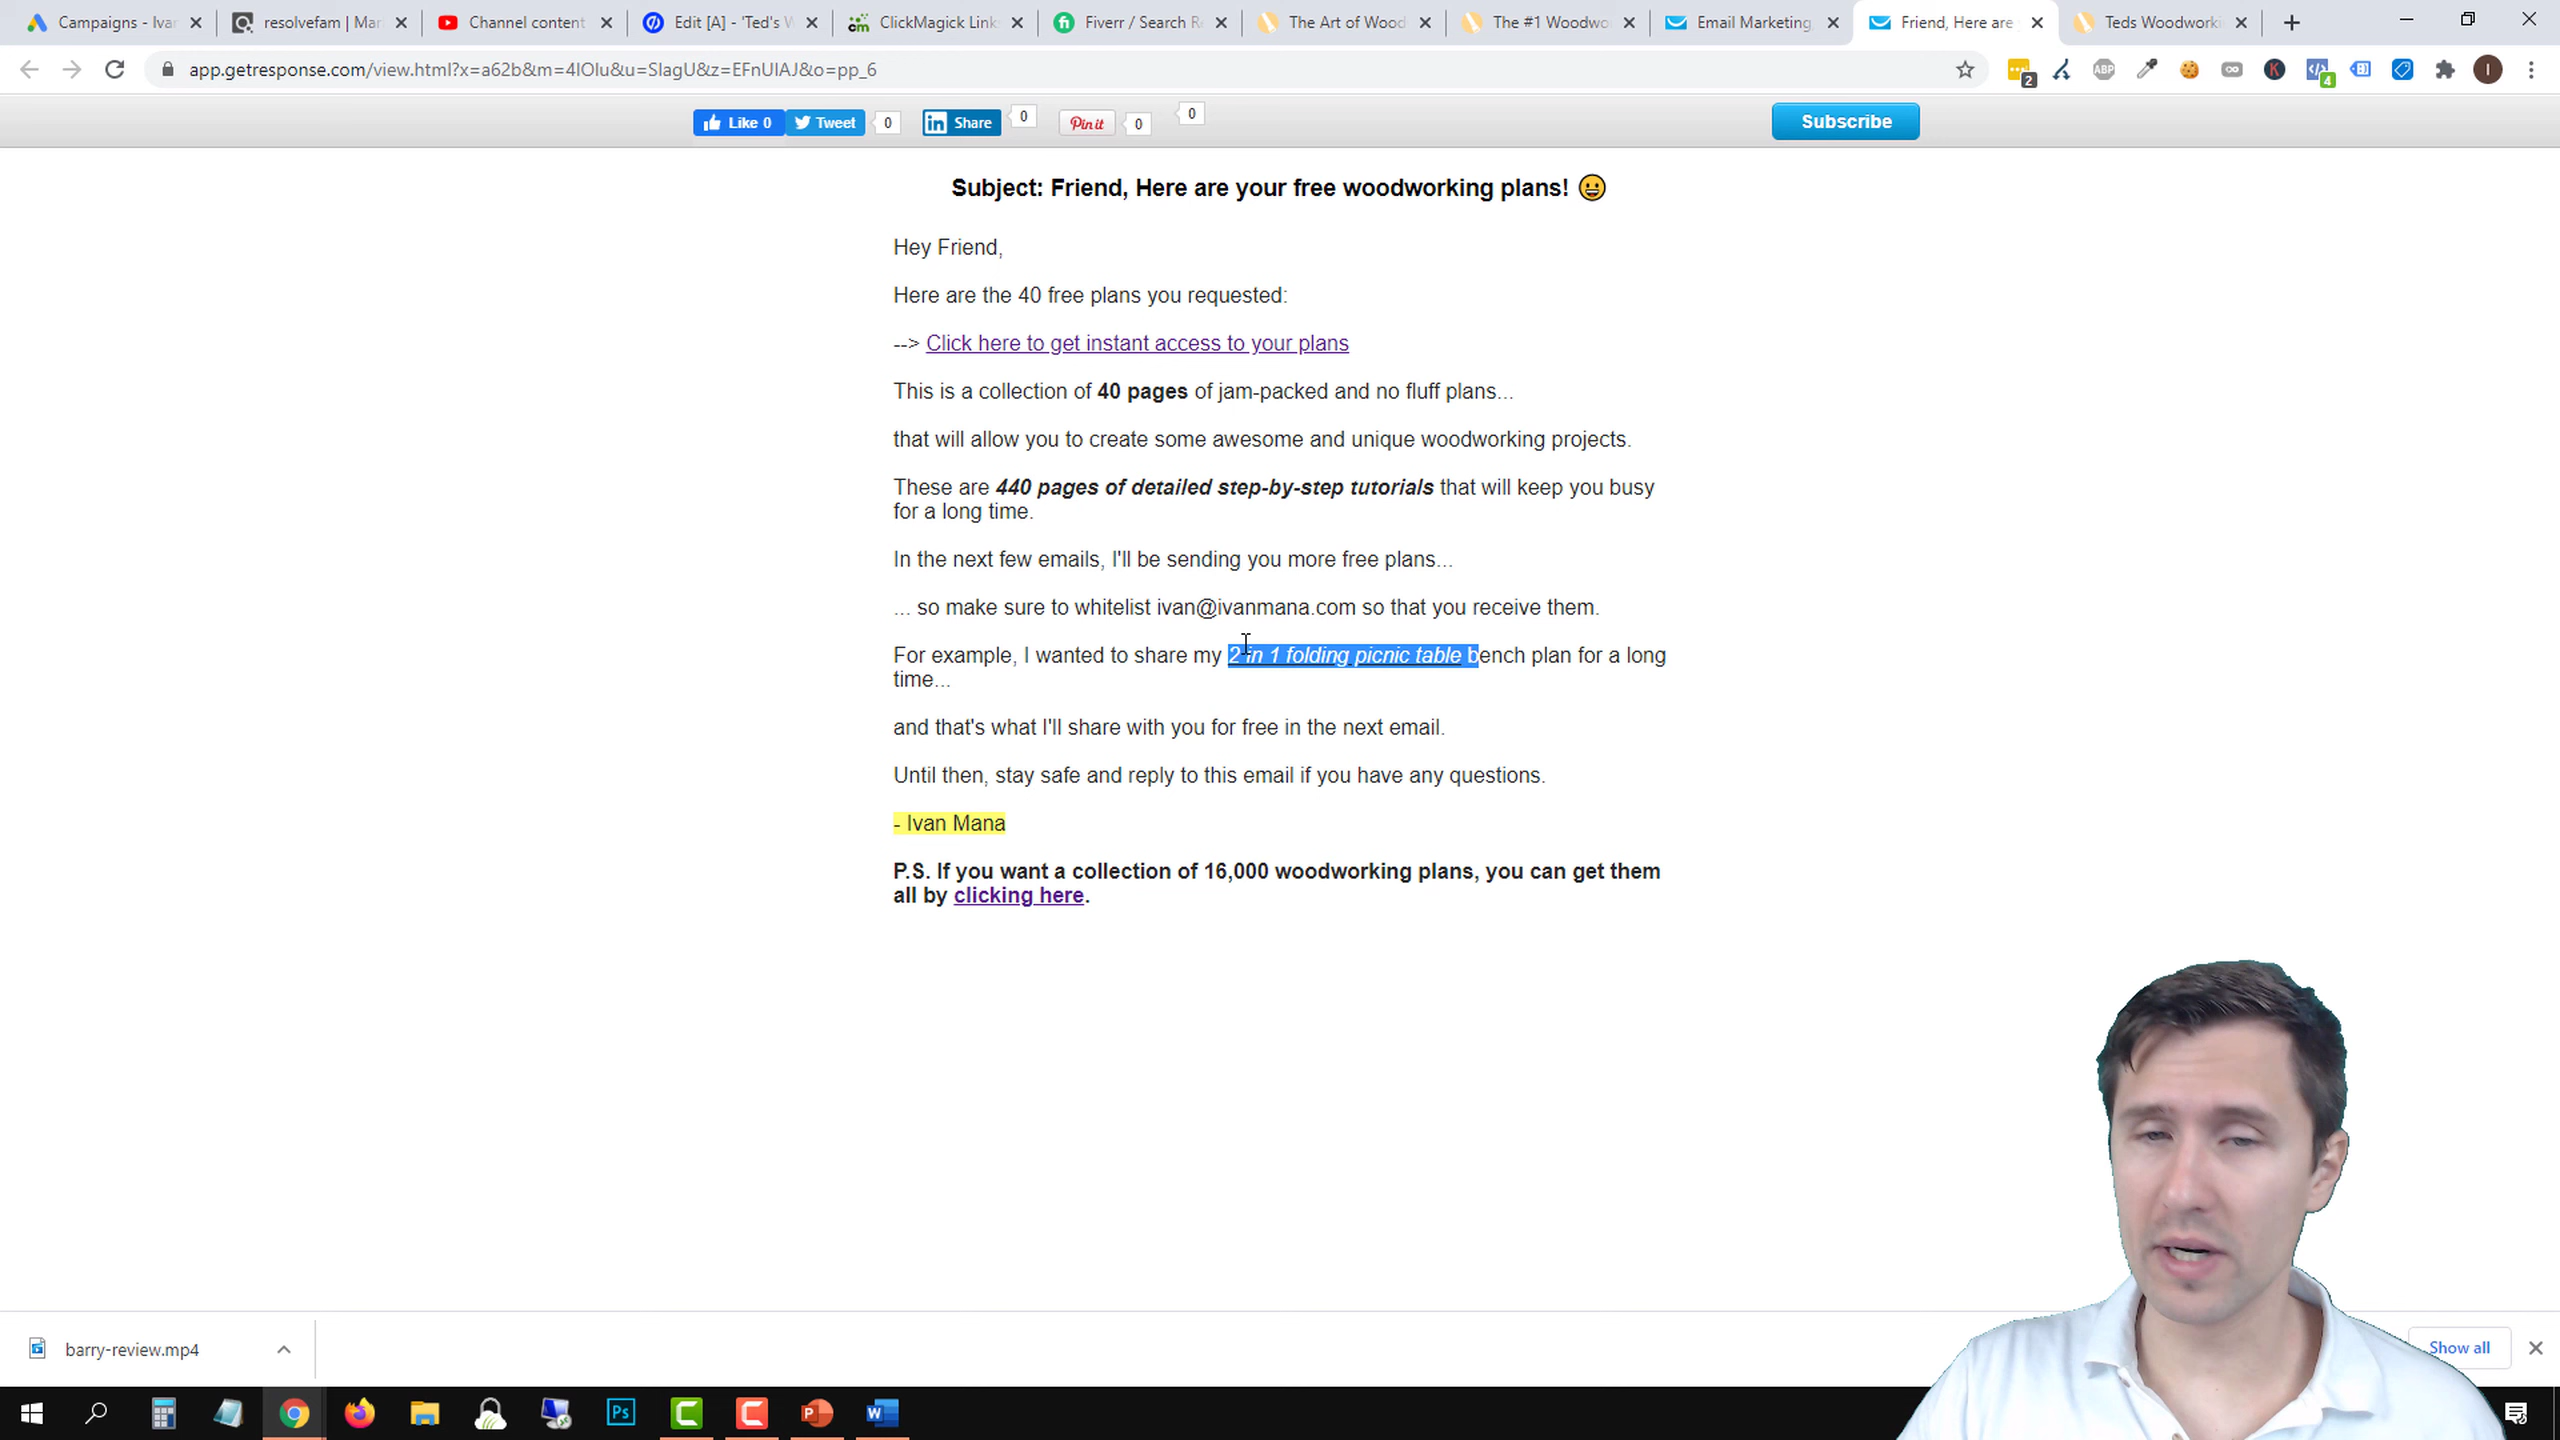 Campaigns - Ivan
resolvefam | Mar
Channel content
Edit [A] - 'Ted's W
ClickMagick Link
Fiverr / Search Re
The Art of Wood
The #1 Woodwo
Email Marketing
Friend, Here are
Teds Woodworki
app.getresponse.com/view.html?x=a62b&m=4lOIu&u=SIagU&z=EFnUIAJ&o=pp_6
2
ABP
K
4
I
Like 0
Tweet
0
in Share
0
Pin it
0
0
Subscribe
Subject: Friend, Here are your free woodworking plans! 😀
Hey Friend,
Here are the 40 free plans you requested:
--> Click here to get instant access to your plans
This is a collection of 40 pages of jam-packed and no fluff plans...
that will allow you to create some awesome and unique woodworking projects.
These are 440 pages of detailed step-by-step tutorials that will keep you busy
for a long time.
In the next few emails, I'll be sending you more free plans...
... so make sure to whitelist ivan@ivanmana.com so that you receive them.
For example, I wanted to share my 2 in 1 folding picnic table bench plan for a long
time...
and that's what I'll share with you for free in the next email.
Until then, stay safe and reply to this email if you have any questions.
- Ivan Mana
P.S. If you want a collection of 16,000 woodworking plans, you can get them
all by clicking here.
barry-review.mp4
Show all
Ps
W